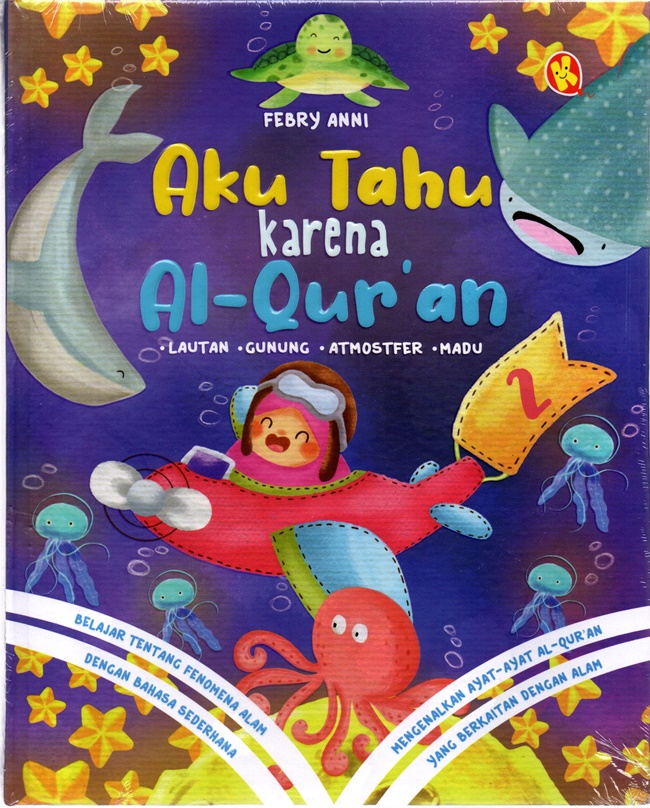 FEBRY ANNI
Aku Tahu
karena
Al-Qur'an
•LAUTAN •GUNUNG •ATMOSTFER •MADU
2
BELAJAR TENTANG FENOMENA ALAM
DENGAN BAHASA SEDERHANA
MENGENALKAN AYAT-AYAT AL-QUR'AN
YANG BERKAITAN DENGAN ALAM